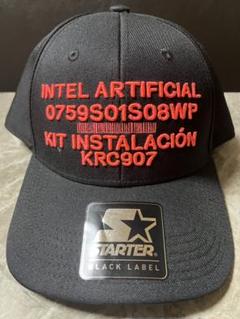 INTEL ARTIFICIAL
0759S01S08WP
KIT INSTALACIÓN
KRC907
STARTER
BLACK LABEL